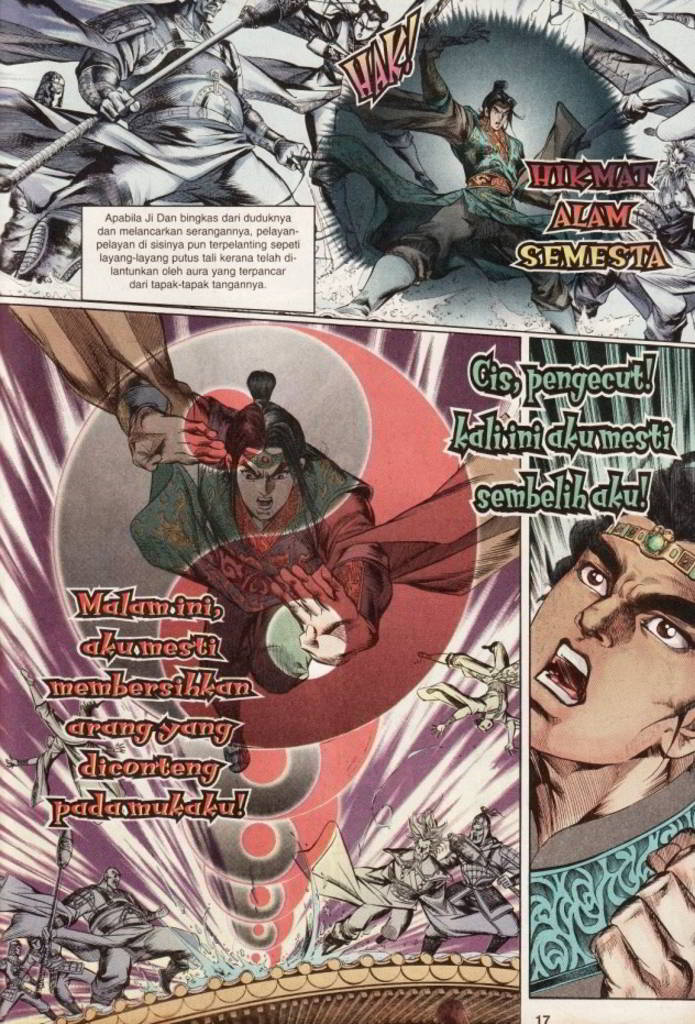 HAK!
HIKMAT
ALAM
SEMESTA
Apabila Ji Dan bingkas dari duduknya
dan melancarkan serangannya, pelayan-
pelayan di sisinya pun terpelanting sepeti
layang-layang putus tali kerana telah di-
lantunkan oleh aura yang terpancar
dari tapak-tapak tangannya.
Cis, pengecut!
kali ini aku mesti
sembelih aku!
Malam ini,
aku mesti
membersihkan
arang yang
diconteng
pada mukaku!
17